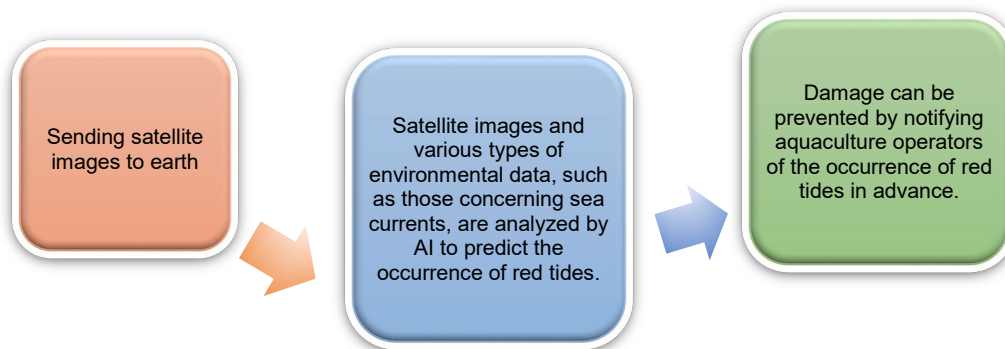 Sending satellite
images to earth
Satellite images and
various types of
environmental data, such
as those concerning sea
currents, are analyzed by
AI to predict the
occurrence of red tides.
Damage can be
prevented by notifying
aquaculture operators
of the occurrence of red
tides in advance.